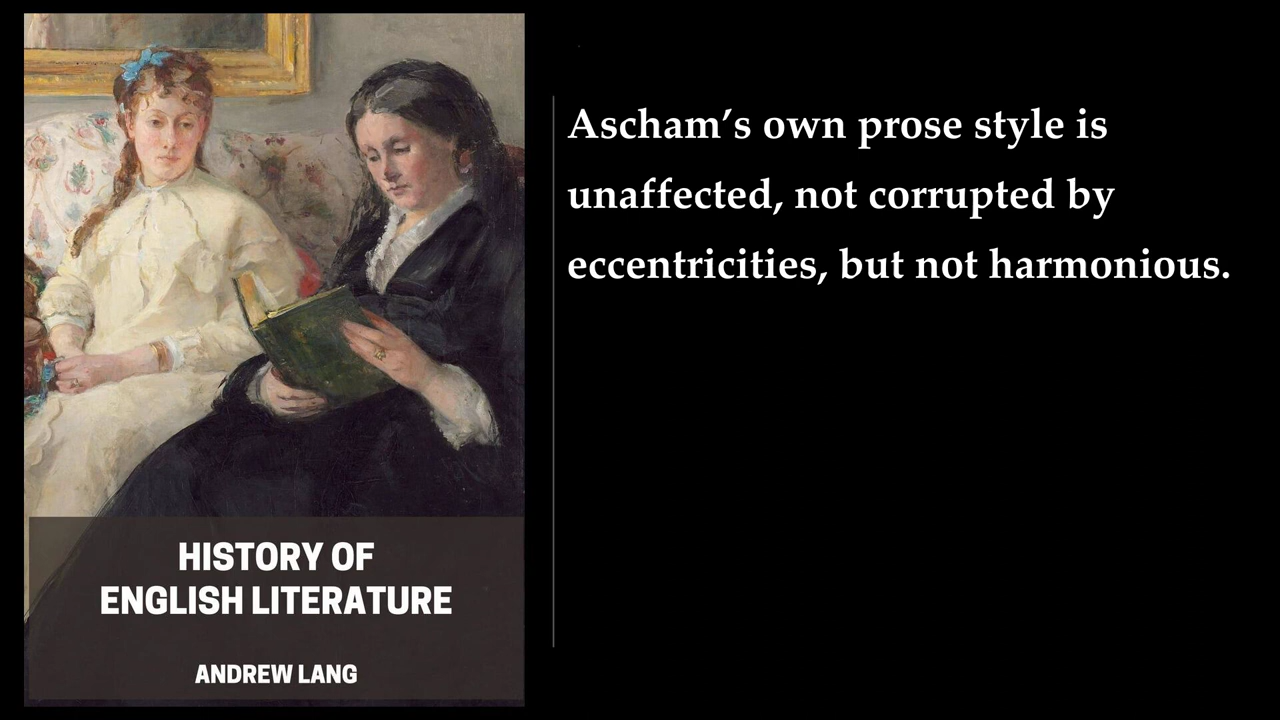 Ascham’s own prose style is
unaffected, not corrupted by
eccentricities, but not harmonious.
HISTORY OF
ENGLISH LITERATURE
ANDREW LANG